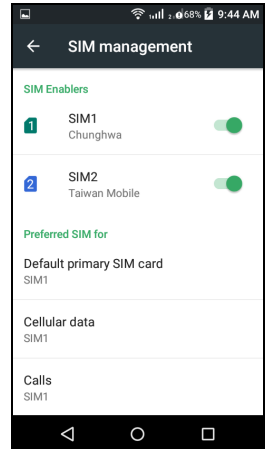 68% 9:44 AM
SIM management
SIM Enablers
1
SIM1
Chunghwa
2
SIM2
Taiwan Mobile
Preferred SIM for
Default primary SIM card
SIM1
Cellular data
SIM1
Calls
SIM1